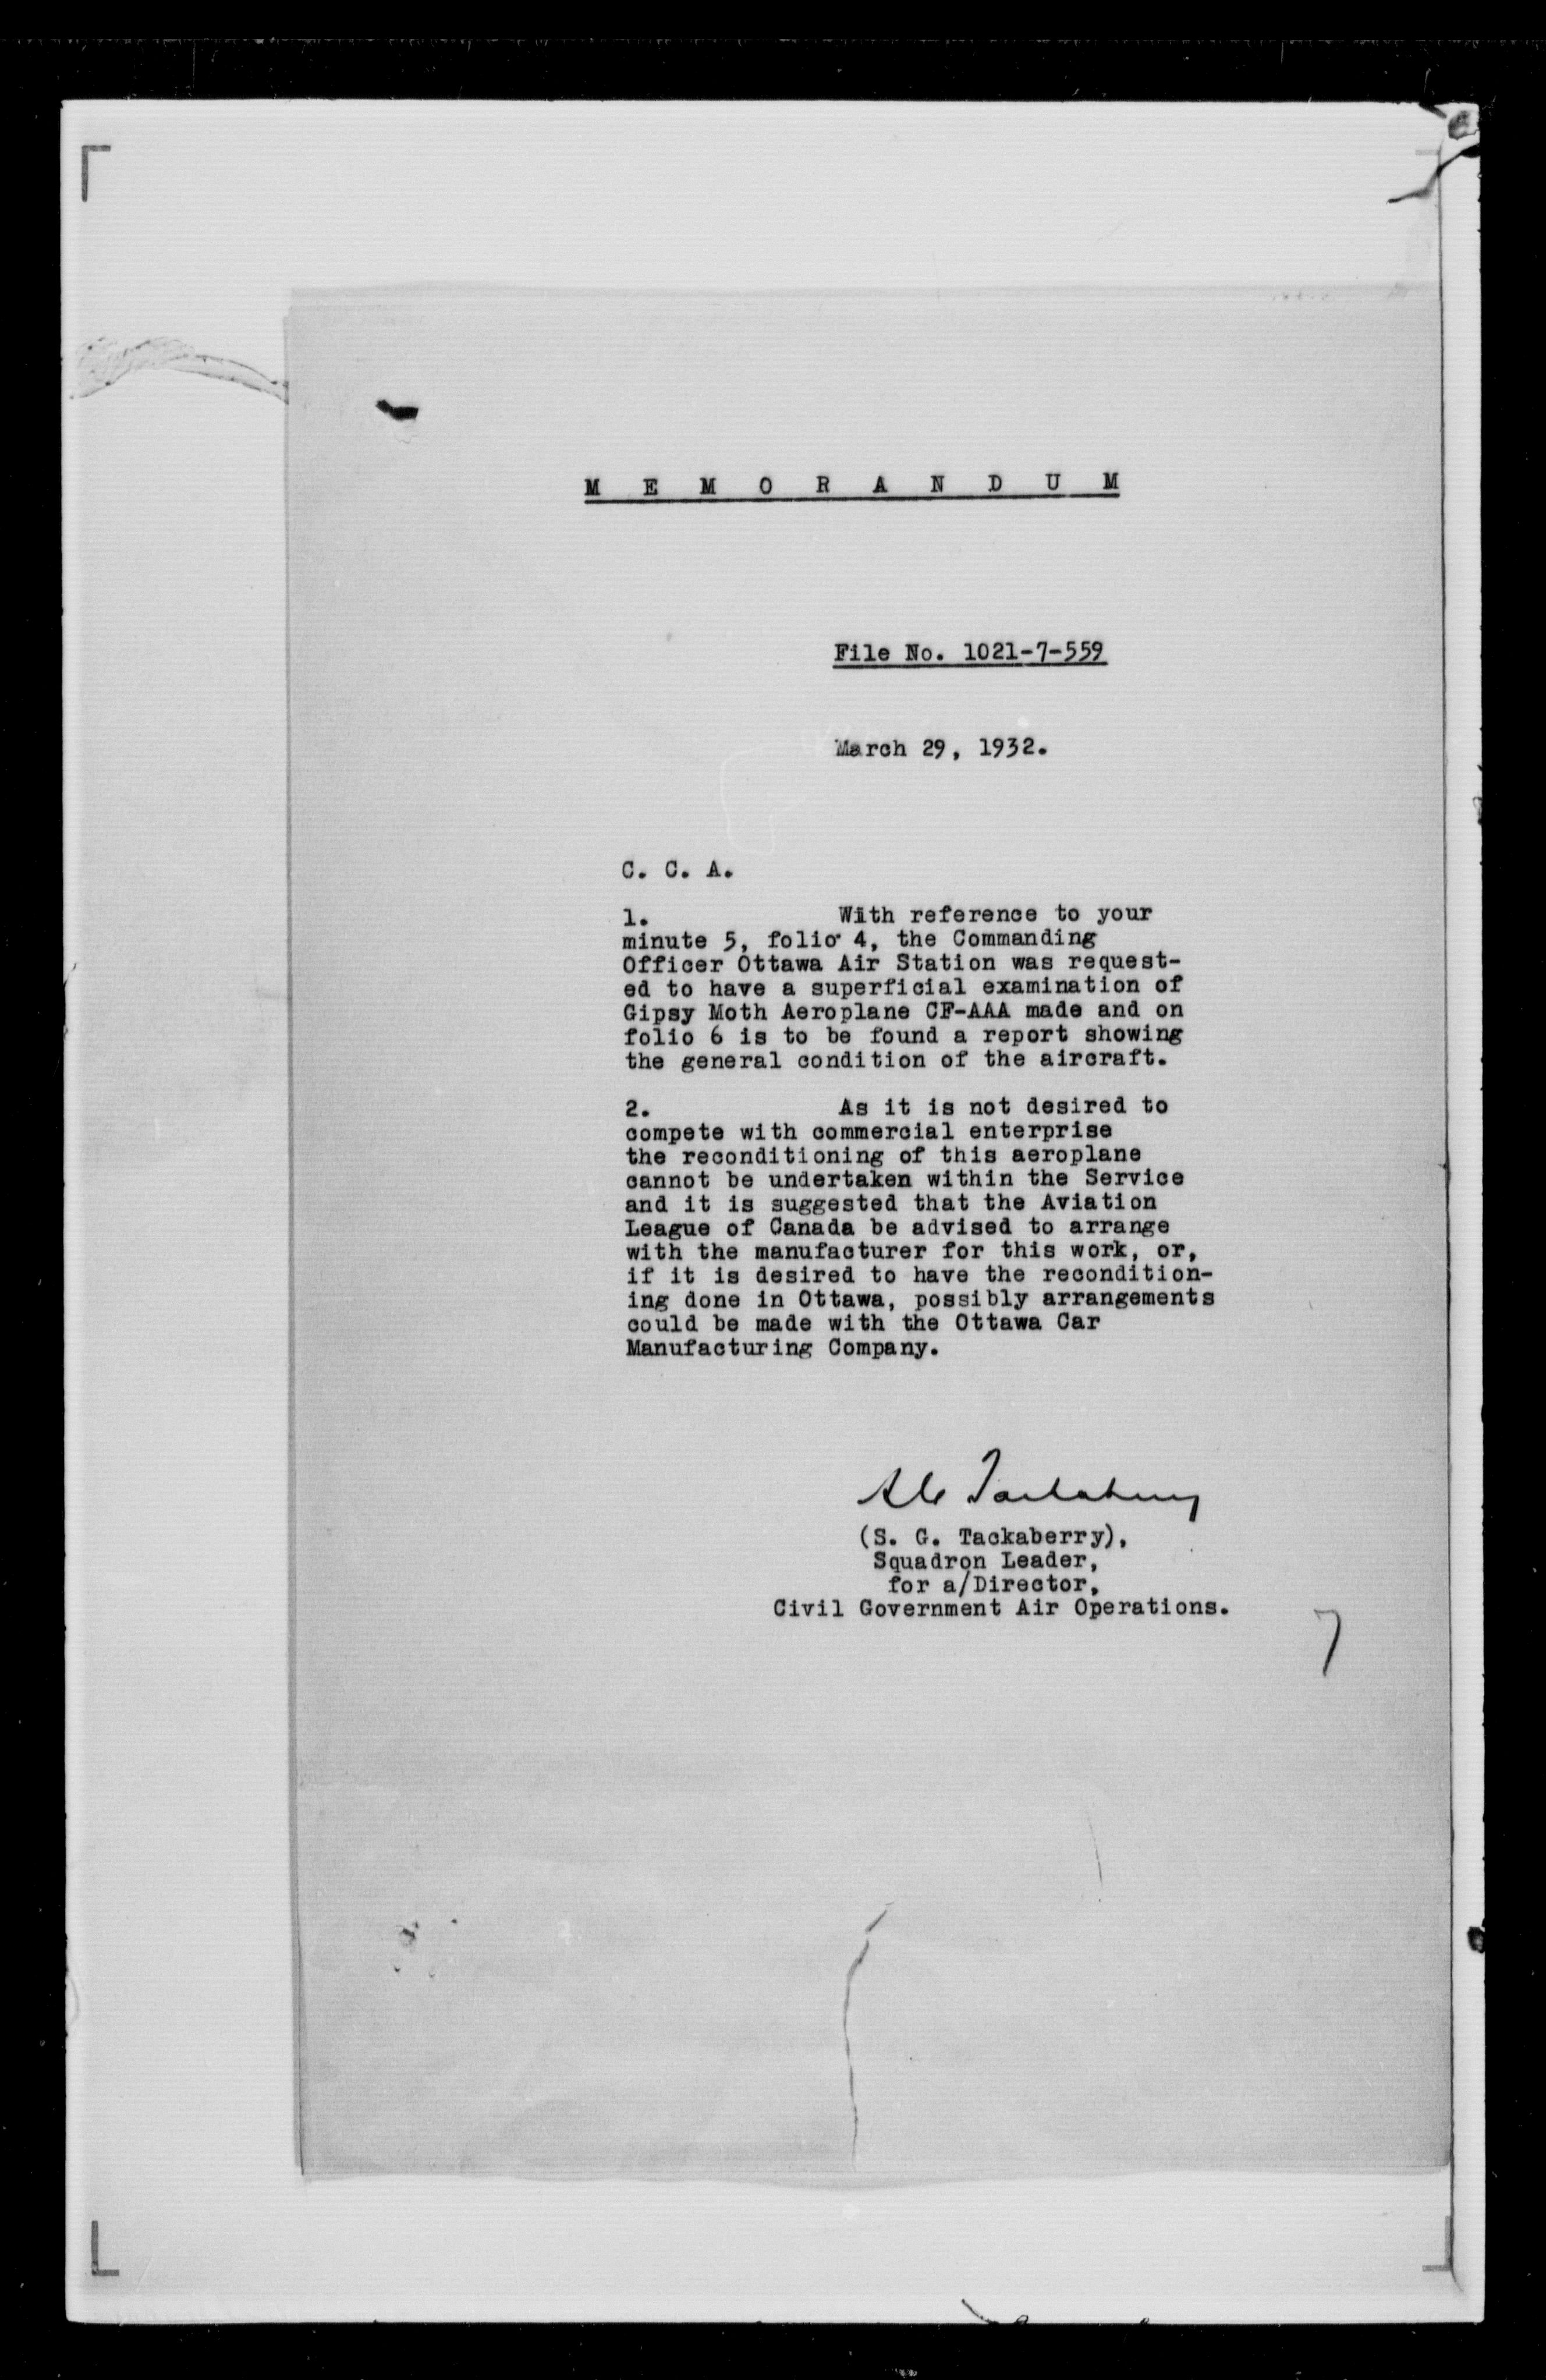 M E M O R A N D U M
File No. 1021-7-559
March 29, 1932.
C. C. A.
1. With reference to your
minute 5, folio 4, the Commanding
Officer Ottawa Air Station was request-
ed to have a superficial examination of
Gipsy Moth Aeroplane CF-AAA made and on
folio 6 is to be found a report showing
the general condition of the aircraft.
2. As it is not desired to
compete with commercial enterprise
the reconditioning of this aeroplane
cannot be undertaken within the Service
and it is suggested that the Aviation
League of Canada be advised to arrange
with the manufacturer for this work, or,
if it is desired to have the recondition-
ing done in Ottawa, possibly arrangements
could be made with the Ottawa Car
Manufacturing Company.
(S. G. Tackaberry),
Squadron Leader,
for a/Director,
Civil Government Air Operations.
7